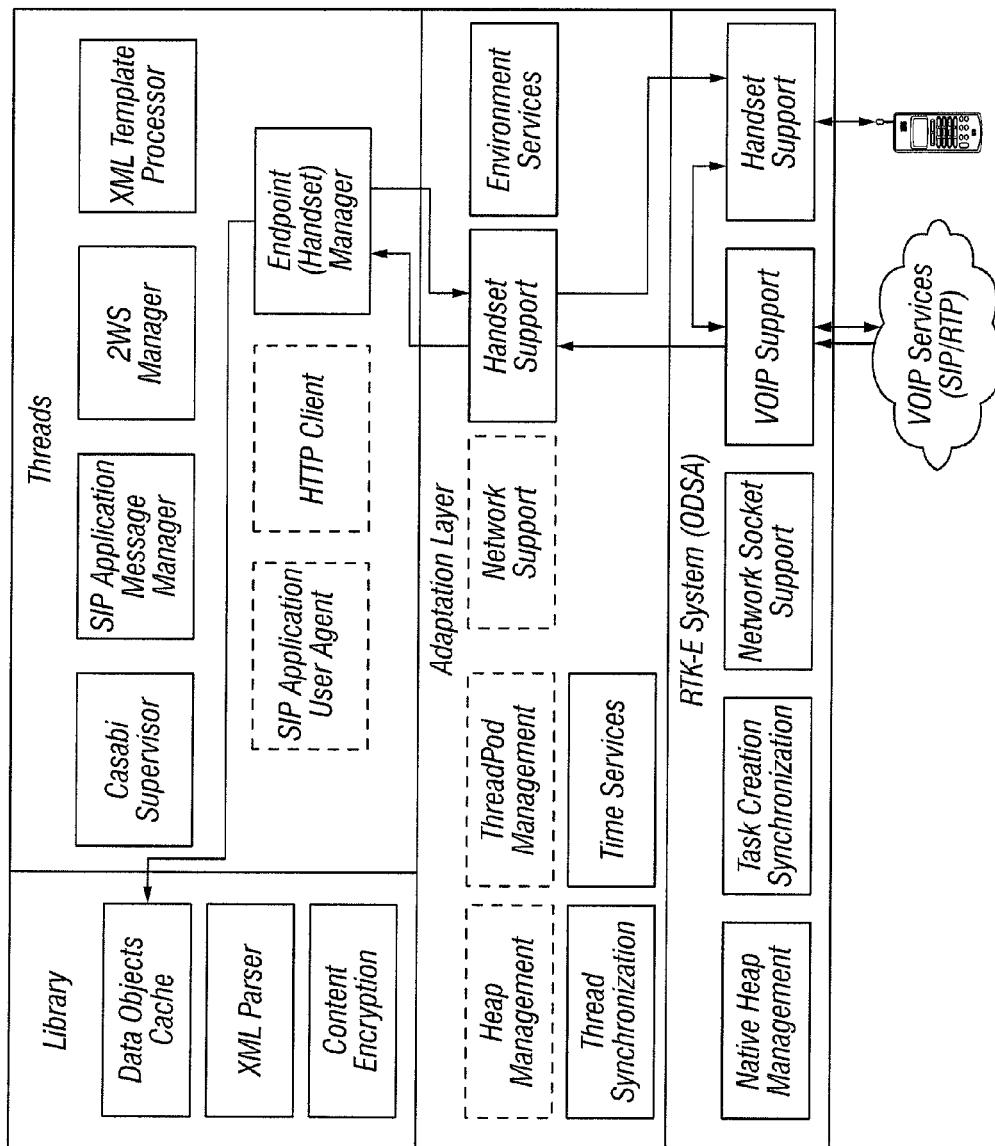 Library
Data Objects
Cache
XML Parser
Content
Encryption
Threads
Casabi
Supervisor
SIP Application
Message
Manager
2WS
Manager
XML Template
Processor
SIP Application
User Agent
HTTP Client
Endpoint
(Handset)
Manager
Adaptation Layer
Heap
Management
ThreadPod
Management
Network
Support
Handset
Support
Environment
Services
Thread
Synchronization
Time Services
RTK-E System (ODSA)
Native Heap
Management
Task Creation
Synchronization
Network Socket
Support
VOIP Support
Handset
Support
VOIP Services
(SIP/RTP)